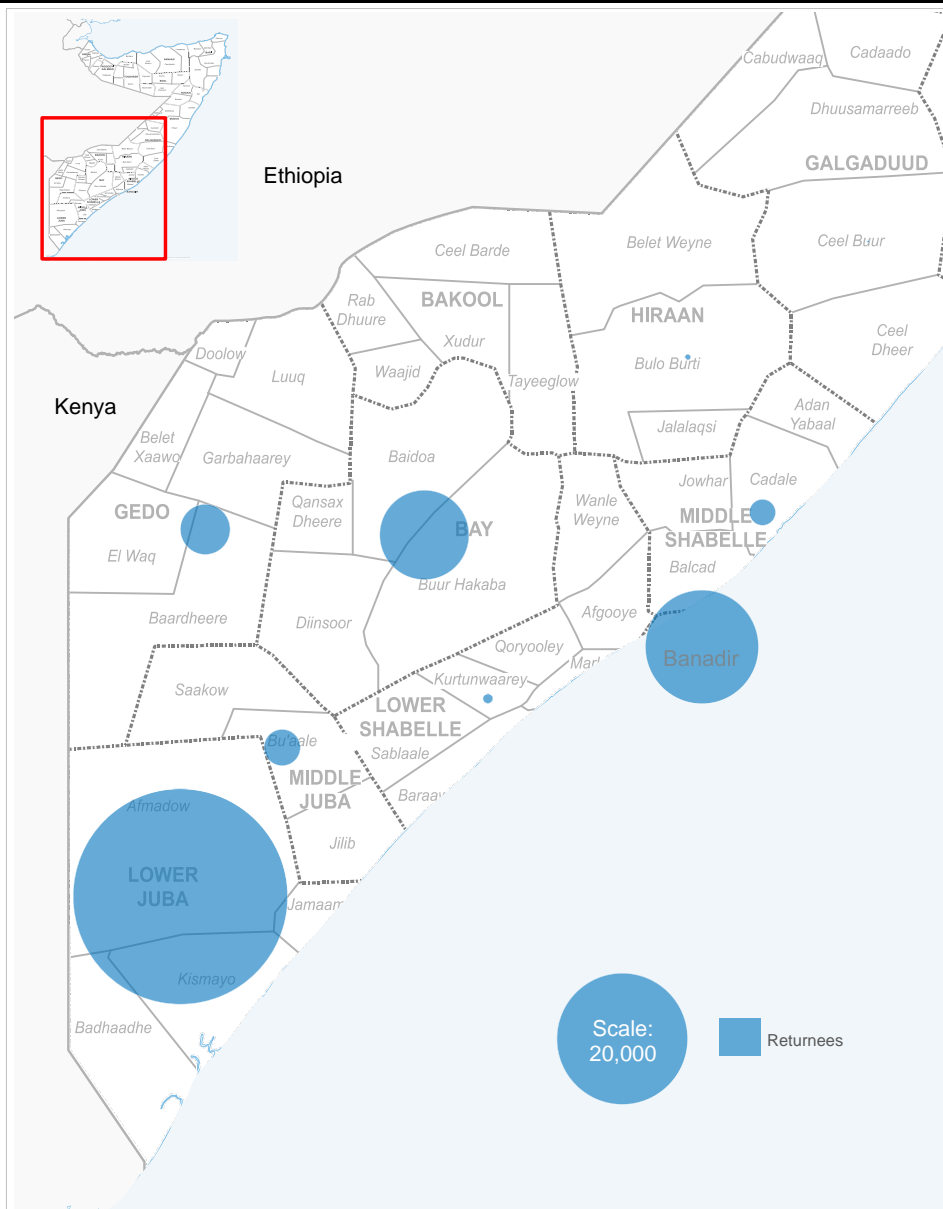 Cabudwaaq
Cadaado
Dhuusamarreeb
GALGADUUD
Ethiopia
Ceel Barde
Belet Weyne
Ceel Buur
Rab
Dhuure
BAKOOL
HIRAAN
Xudur
Ceel
Dheer
Doolow
Luuq
Waajid
Tayeeglow
Bulo Burti
Kenya
Adan
Yabaal
Belet
Xaawo
Garbahaarey
Baidoa
Jalalaqsi
Jowhar
Cadale
GEDO
Qansax
Dheere
BAY
Wanle
Weyne
MIDDLE
SHABELLE
El Waq
Balcad
Buur Hakaba
Baardheere
Diinsoor
Afgooye
Qoryooley
Banadir
Saakow
Kurtunwaarey
LOWER
SHABELLE
Bu'aale
Sablaale
MIDDLE
JUBA
Afmadow
Jilib
LOWER
JUBA
Kismayo
Badhaadhe
Scale:
20,000
Returnees